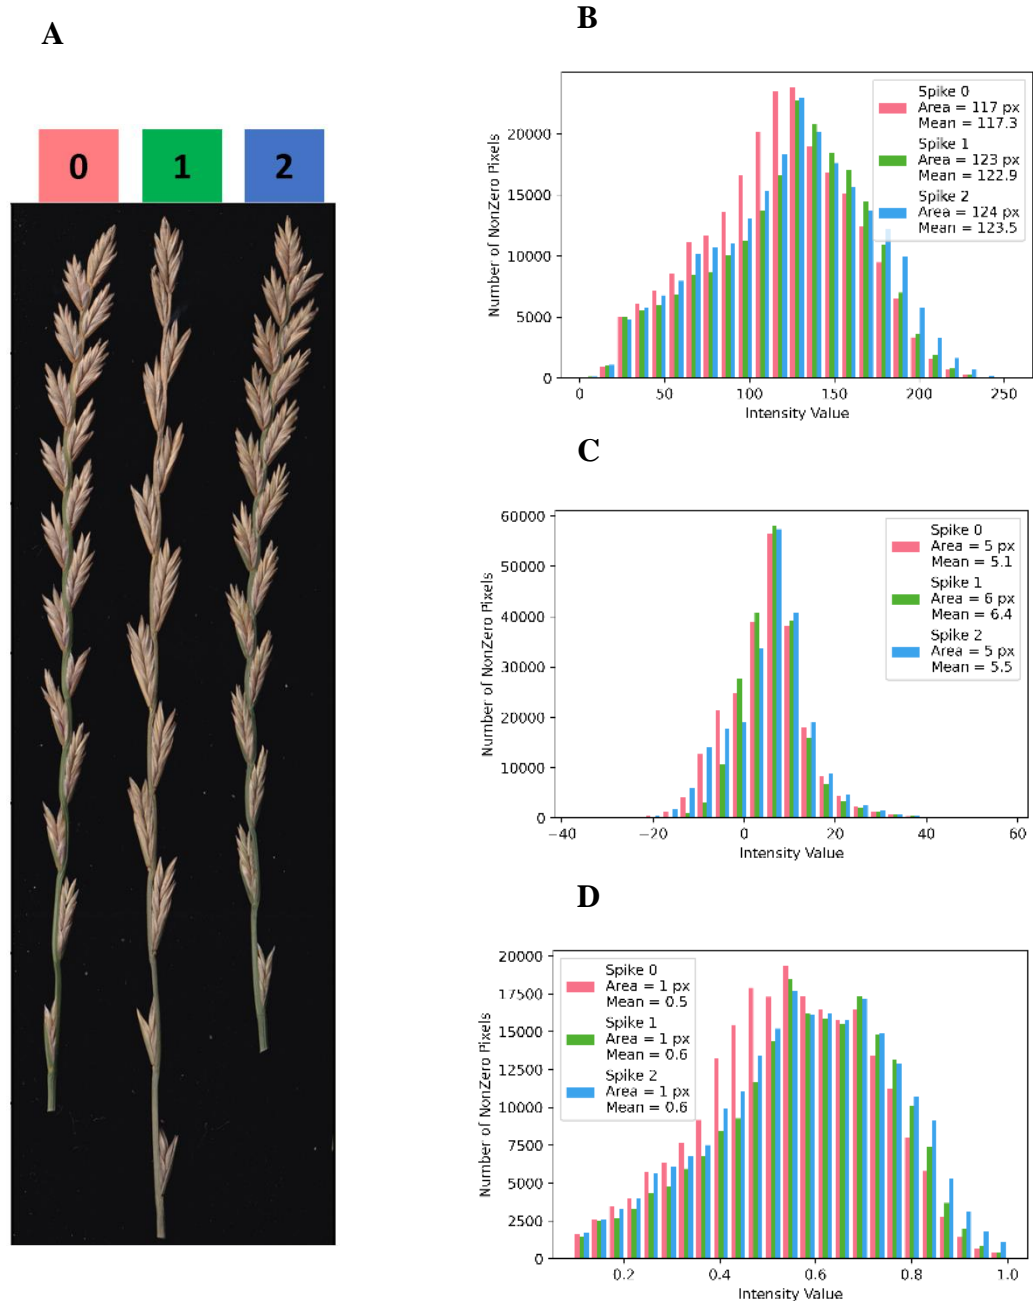 A
0 1 2
B
Spike 0
Area = 117 px
Mean = 117.3
Spike 1
Area = 123 px
Mean = 122.9
Spike 2
Area = 124 px
Mean = 123.5
Number of NonZero Pixels
20000
15000
10000
5000
0
0 50 100 150 200 250
Intensity Value
C
Spike 0
Area = 5 px
Mean = 5.1
Spike 1
Area = 6 px
Mean = 6.4
Spike 2
Area = 5 px
Mean = 5.5
Number of NonZero Pixels
60000
50000
40000
30000
20000
10000
0
−40 −20 0 20 40 60
Intensity Value
D
Spike 0
Area = 1 px
Mean = 0.5
Spike 1
Area = 1 px
Mean = 0.6
Spike 2
Area = 1 px
Mean = 0.6
Number of NonZero Pixels
20000
17500
15000
12500
10000
7500
5000
2500
0
0.2 0.4 0.6 0.8 1.0
Intensity Value